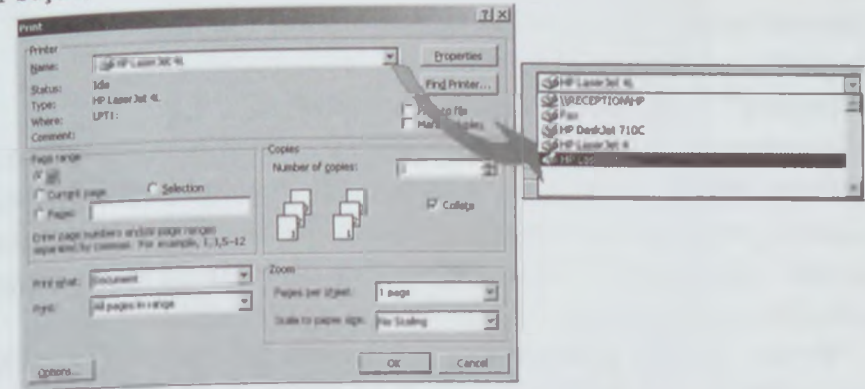 Print
Printer
Name: HP LaserJet 4L
Properties
Status: Idle
Find Printer...
Type: HP LaserJet 4L
Where: LPT1:
Comment:
Page range
Current page
Selection
Pages:
Enter page numbers and/or page ranges
separated by commas. For example, 1,3,5-12
Copies
Number of copies:
Collate
Print what: Document
Print: All pages in range
Zoom
Pages per sheet: 1 page
Scale to paper size: No Scaling
Options...
OK
Cancel
HP LaserJet 4L
\\RECEPTION\HP
Fax
HP DeskJet 710C
HP LaserJet
HP